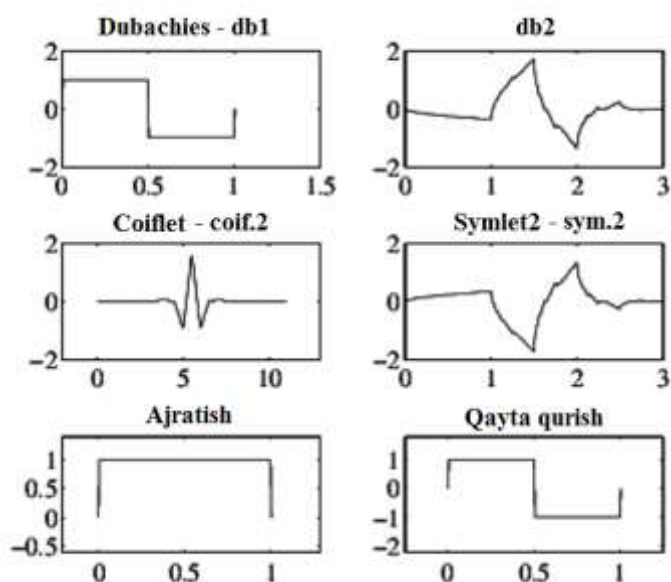 Dubachies - db1
db2
2
0
-2
0 0.5 1 1.5
2
0
-2
0 1 2 3
Coiflet - coif.2
Symlet2 - sym.2
2
0
-2
0 5 10
2
0
-2
0 1 2 3
Ajratish
Qayta qurish
1
0.5
0
-0.5
0 0.5 1
1
0
-1
-2
0 0.5 1